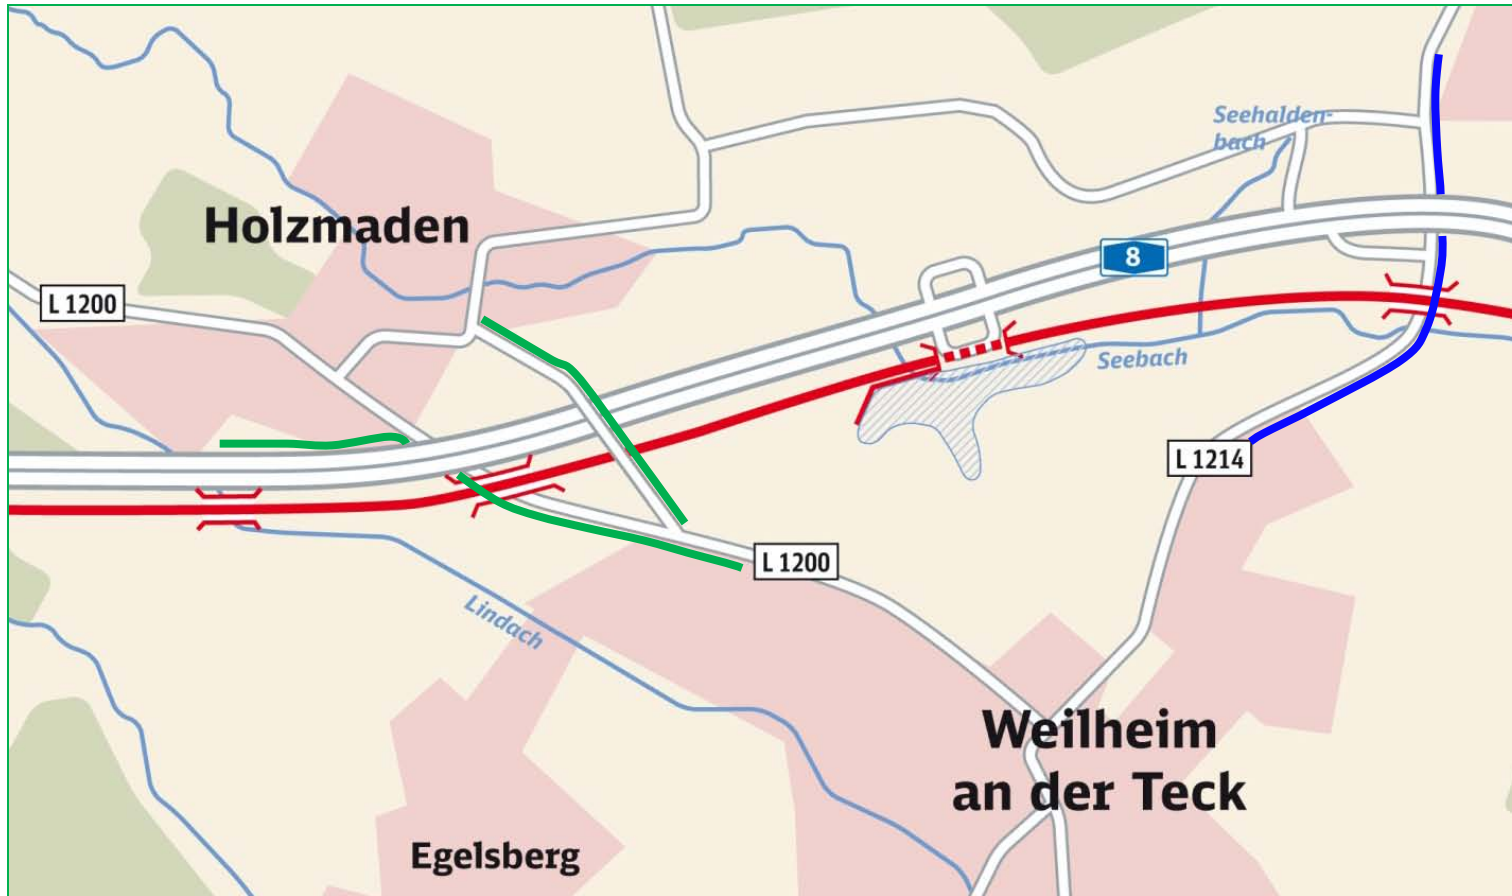 Seehalden-
bach
Holzmaden
8
L 1200
Seebach
L 1214
L 1200
Lindach
Weilheim
an der Teck
Egelsberg